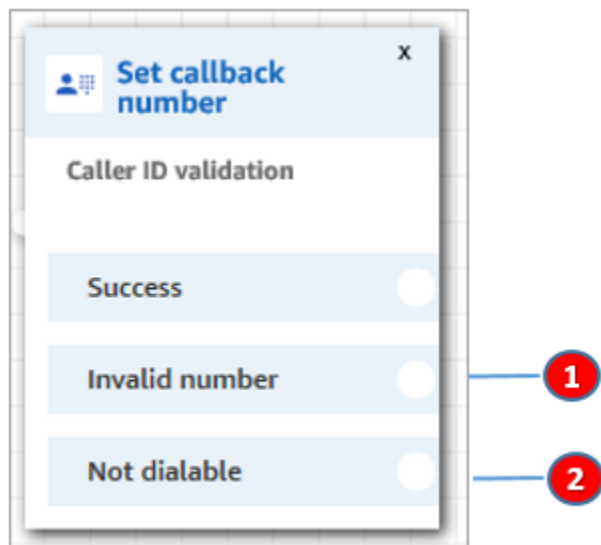 Set callback
number
x
Caller ID validation
Success
Invalid number
1
Not dialable
2